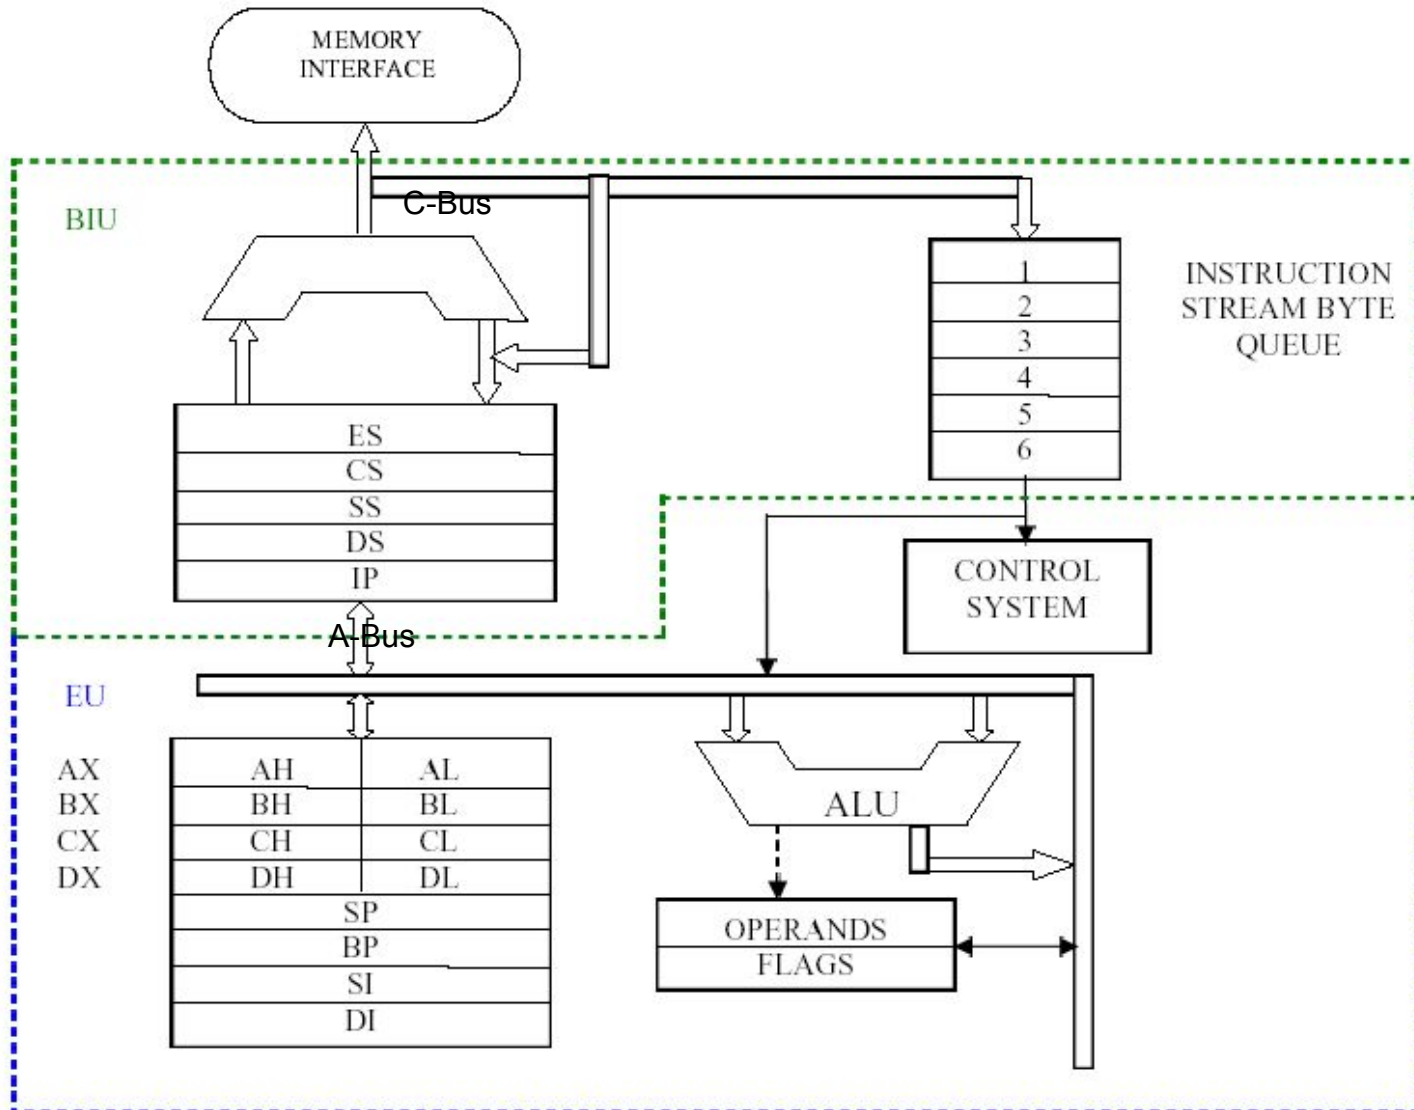 MEMORY
INTERFACE
C-Bus
BIU
1
2
3
4
5
6
INSTRUCTION
STREAM BYTE
QUEUE
ES
CS
SS
DS
IP
CONTROL
SYSTEM
A-Bus
EU
AX AH AL
BX BH BL
CX CH CL
DX DH DL
SP
BP
SI
DI
ALU
OPERANDS
FLAGS